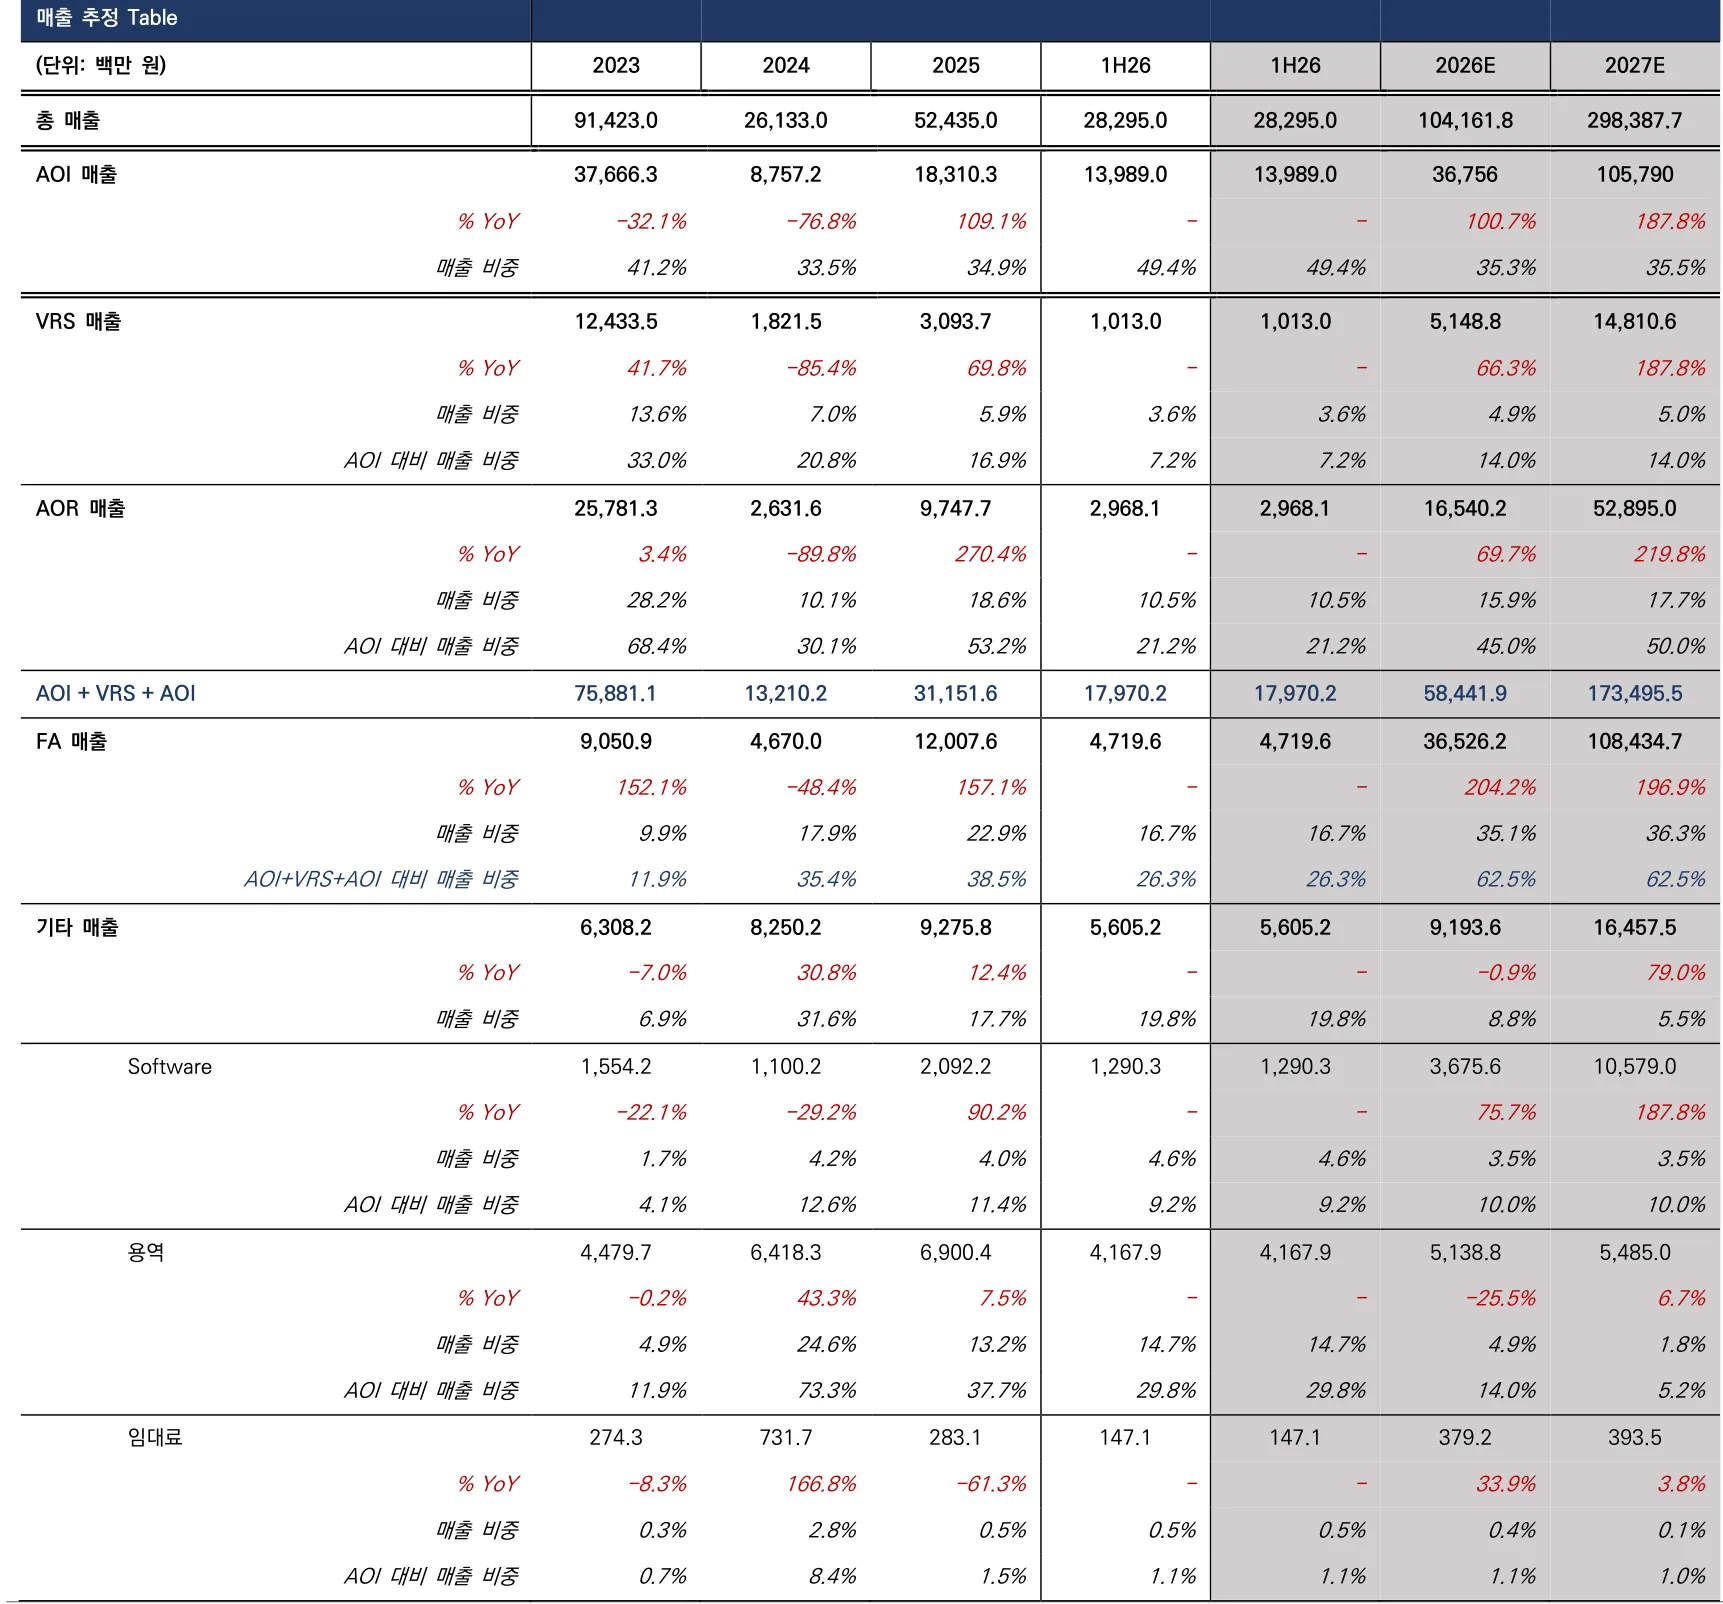 매출 추정 Table
(단위: 백만 원) 2023 2024 2025 1H26 1H26 2026E 2027E
총 매출 91,423.0 26,133.0 52,435.0 28,295.0 28,295.0 104,161.8 298,387.7
AOI 매출 37,666.3 8,757.2 18,310.3 13,989.0 13,989.0 36,756 105,790
% YoY -32.1% -76.8% 109.1% - - 100.7% 187.8%
매출 비중 41.2% 33.5% 34.9% 49.4% 49.4% 35.3% 35.5%
VRS 매출 12,433.5 1,821.5 3,093.7 1,013.0 1,013.0 5,148.8 14,810.6
% YoY 41.7% -85.4% 69.8% - - 66.3% 187.8%
매출 비중 13.6% 7.0% 5.9% 3.6% 3.6% 4.9% 5.0%
AOI 대비 매출 비중 33.0% 20.8% 16.9% 7.2% 7.2% 14.0% 14.0%
AOR 매출 25,781.3 2,631.6 9,747.7 2,968.1 2,968.1 16,540.2 52,895.0
% YoY 3.4% -89.8% 270.4% - - 69.7% 219.8%
매출 비중 28.2% 10.1% 18.6% 10.5% 10.5% 15.9% 17.7%
AOI 대비 매출 비중 68.4% 30.1% 53.2% 21.2% 21.2% 45.0% 50.0%
AOI + VRS + AOI 75,881.1 13,210.2 31,151.6 17,970.2 17,970.2 58,441.9 173,495.5
FA 매출 9,050.9 4,670.0 12,007.6 4,719.6 4,719.6 36,526.2 108,434.7
% YoY 152.1% -48.4% 157.1% - - 204.2% 196.9%
매출 비중 9.9% 17.9% 22.9% 16.7% 16.7% 35.1% 36.3%
AOI+VRS+AOI 대비 매출 비중 11.9% 35.4% 38.5% 26.3% 26.3% 62.5% 62.5%
기타 매출 6,308.2 8,250.2 9,275.8 5,605.2 5,605.2 9,193.6 16,457.5
% YoY -7.0% 30.8% 12.4% - - -0.9% 79.0%
매출 비중 6.9% 31.6% 17.7% 19.8% 19.8% 8.8% 5.5%
Software 1,554.2 1,100.2 2,092.2 1,290.3 1,290.3 3,675.6 10,579.0
% YoY -22.1% -29.2% 90.2% - - 75.7% 187.8%
매출 비중 1.7% 4.2% 4.0% 4.6% 4.6% 3.5% 3.5%
AOI 대비 매출 비중 4.1% 12.6% 11.4% 9.2% 9.2% 10.0% 10.0%
용역 4,479.7 6,418.3 6,900.4 4,167.9 4,167.9 5,138.8 5,485.0
% YoY -0.2% 43.3% 7.5% - - -25.5% 6.7%
매출 비중 4.9% 24.6% 13.2% 14.7% 14.7% 4.9% 1.8%
AOI 대비 매출 비중 11.9% 73.3% 37.7% 29.8% 29.8% 14.0% 5.2%
임대료 274.3 731.7 283.1 147.1 147.1 379.2 393.5
% YoY -8.3% 166.8% -61.3% - - 33.9% 3.8%
매출 비중 0.3% 2.8% 0.5% 0.5% 0.5% 0.4% 0.1%
AOI 대비 매출 비중 0.7% 8.4% 1.5% 1.1% 1.1% 1.1% 1.0%